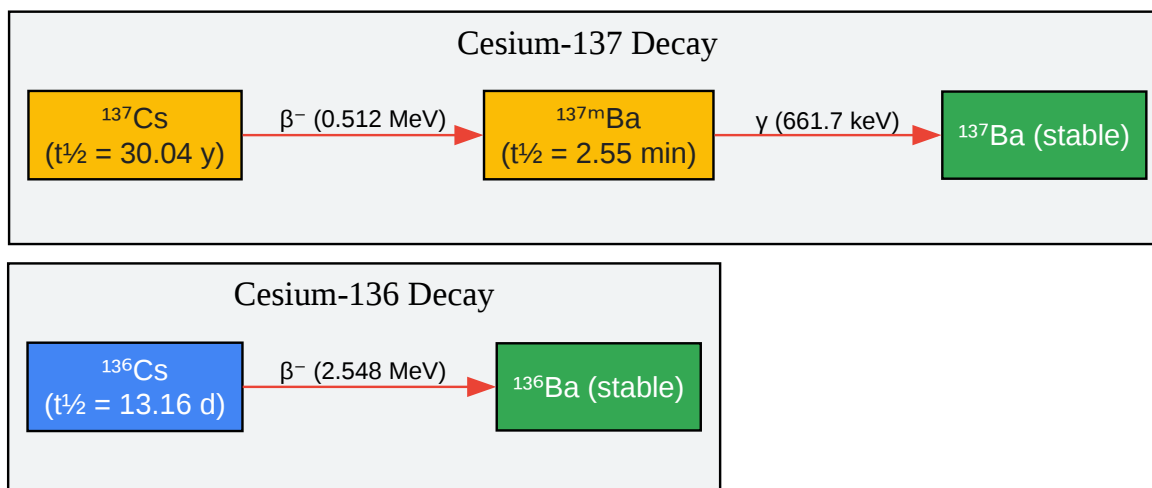 Cesium-137 Decay
¹³⁷Cs
(t½ = 30.04 y)
β⁻ (0.512 MeV)
¹³⁷ᵐBa
(t½ = 2.55 min)
γ (661.7 keV)
¹³⁷Ba (stable)
Cesium-136 Decay
¹³⁶Cs
(t½ = 13.16 d)
β⁻ (2.548 MeV)
¹³⁶Ba (stable)